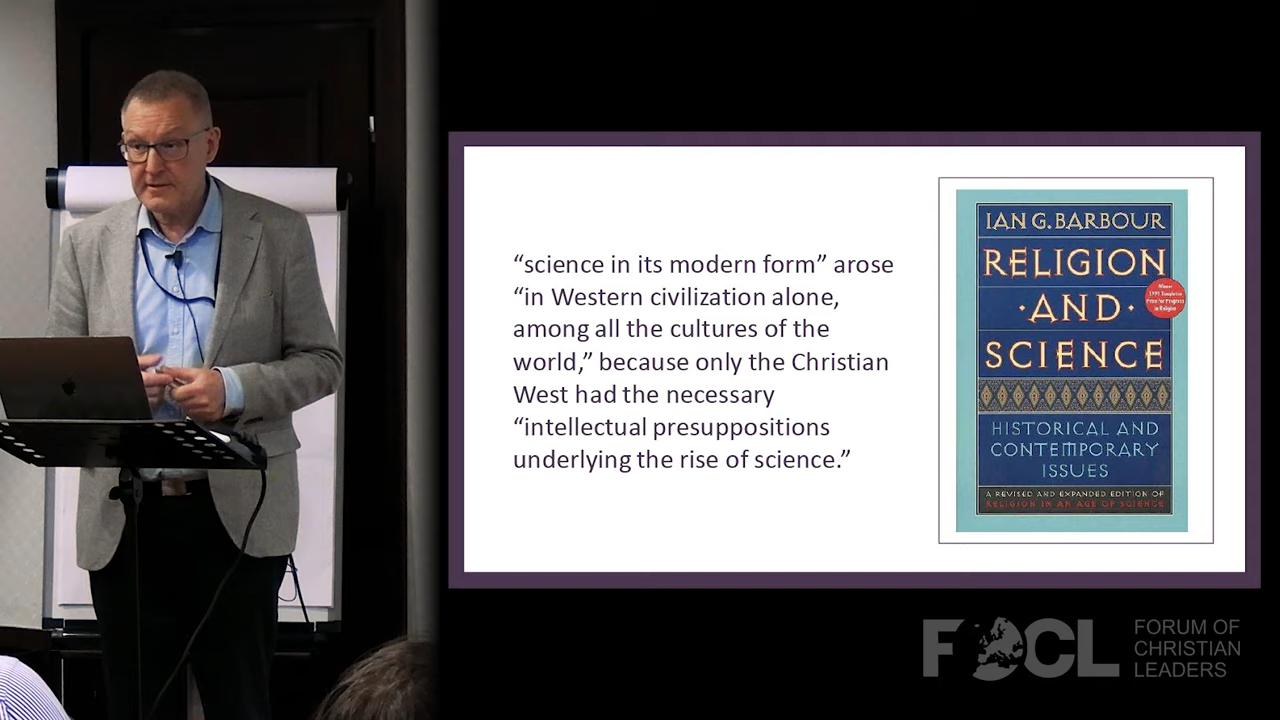 “science in its modern form” arose
“in Western civilization alone,
among all the cultures of the
world,” because only the Christian
West had the necessary
“intellectual presuppositions
underlying the rise of science.”
IAN G. BARBOUR
RELIGION
·AND·
SCIENCE
Winner
HISTORICAL AND
CONTEMPORARY
ISSUES
A REVISED AND EXPANDED EDITION OF
RELIGION IN AN AGE OF SCIENCE
FOCL
FORUM OF
CHRISTIAN
LEADERS